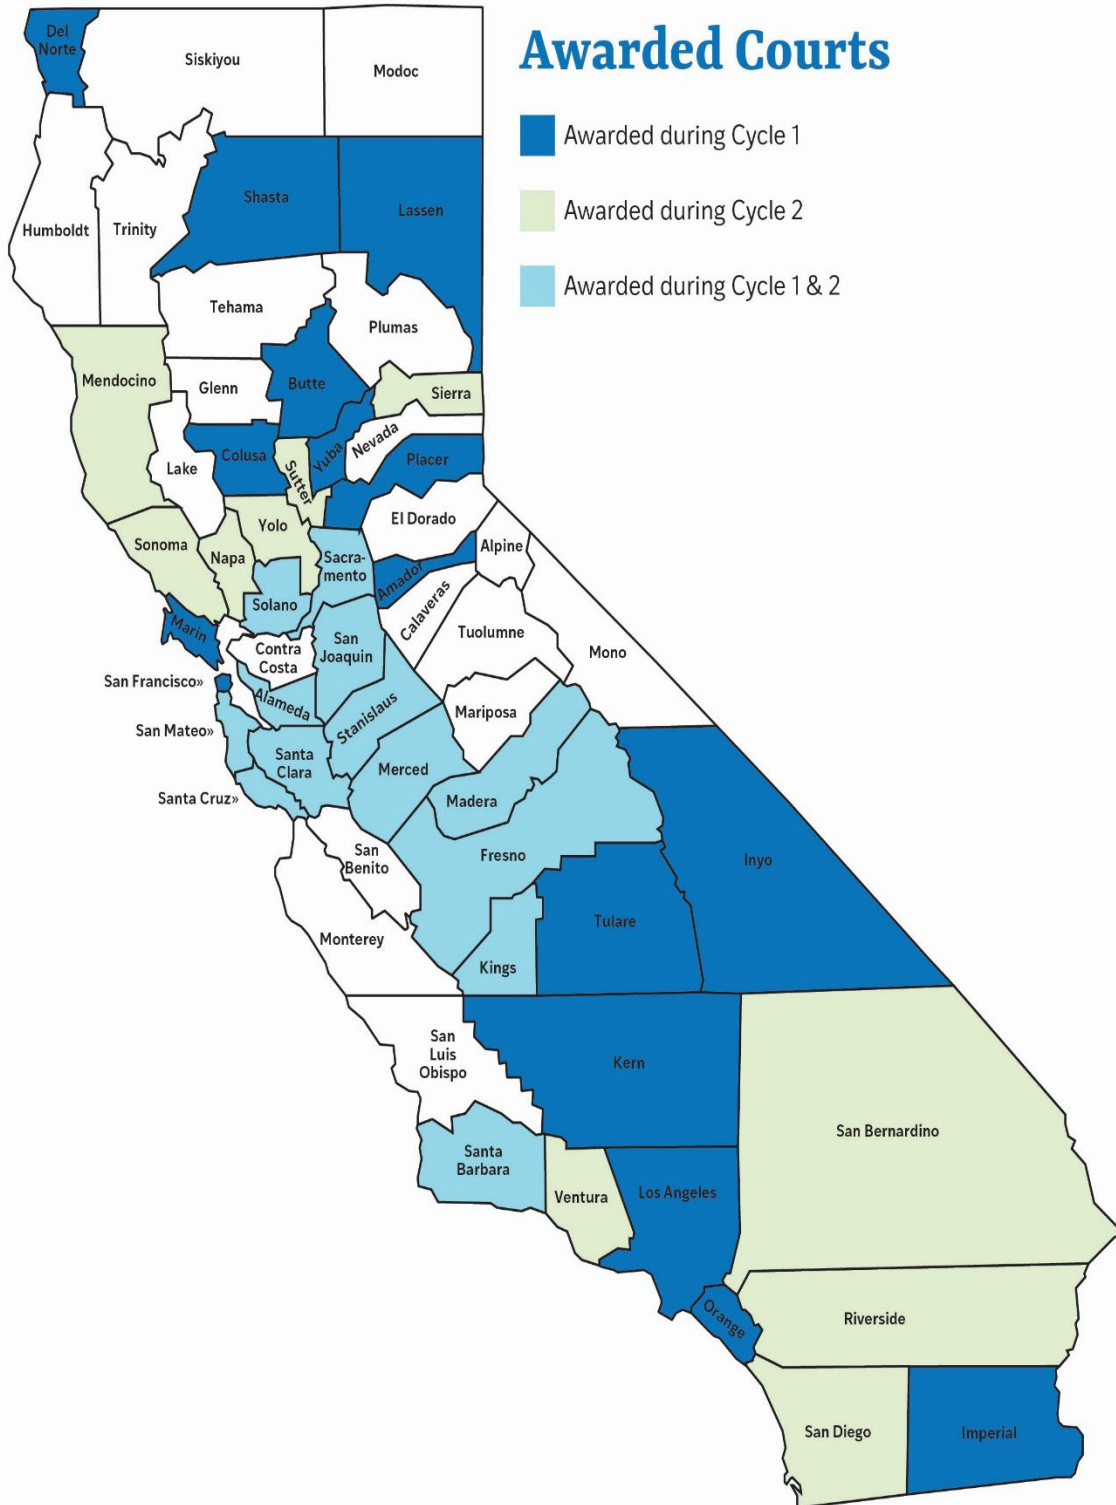 Awarded Courts
Awarded during Cycle 1
Awarded during Cycle 2
Awarded during Cycle 1 & 2
Del
Norte
Siskiyou
Modoc
Humboldt
Trinity
Shasta
Lassen
Tehama
Plumas
Mendocino
Glenn
Butte
Sierra
Lake
Colusa
Sutter
Yuba
Nevada
Placer
Sonoma
Napa
Yolo
El Dorado
Sacra-
mento
Amador
Alpine
Solano
Calaveras
Marin
Contra
Costa
San
Joaquin
Tuolumne
Mono
San Francisco»
Alameda
Stanislaus
Mariposa
San Mateo»
Santa
Clara
Merced
Santa Cruz»
Madera
San
Benito
Fresno
Inyo
Monterey
Kings
Tulare
San
Luis
Obispo
Kern
Santa
Barbara
Ventura
Los Angeles
San Bernardino
Orange
Riverside
San Diego
Imperial